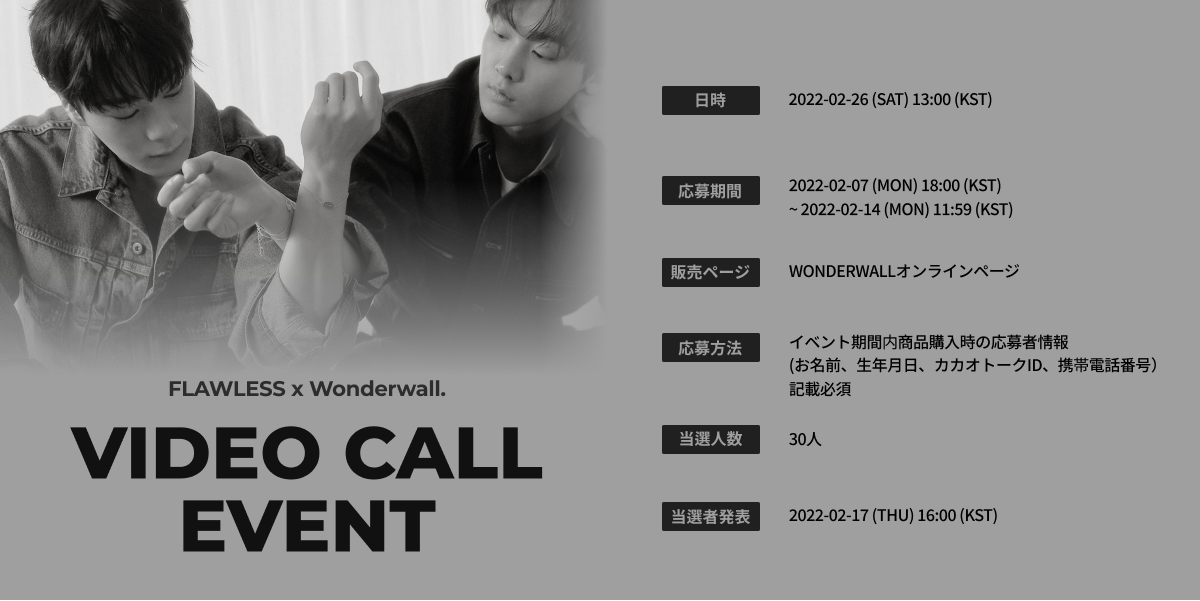 FLAWLESS x Wonderwall.
VIDEO CALL
EVENT
日時
2022-02-26 (SAT) 13:00 (KST)
応募期間
2022-02-07 (MON) 18:00 (KST)
~ 2022-02-14 (MON) 11:59 (KST)
販売ページ
WONDERWALLオンラインページ
応募方法
イベント期間内商品購入時の応募者情報
(お名前、生年月日、カカオトークID、携帯電話番号）
記載必須
当選人数
30人
当選者発表
2022-02-17 (THU) 16:00 (KST)